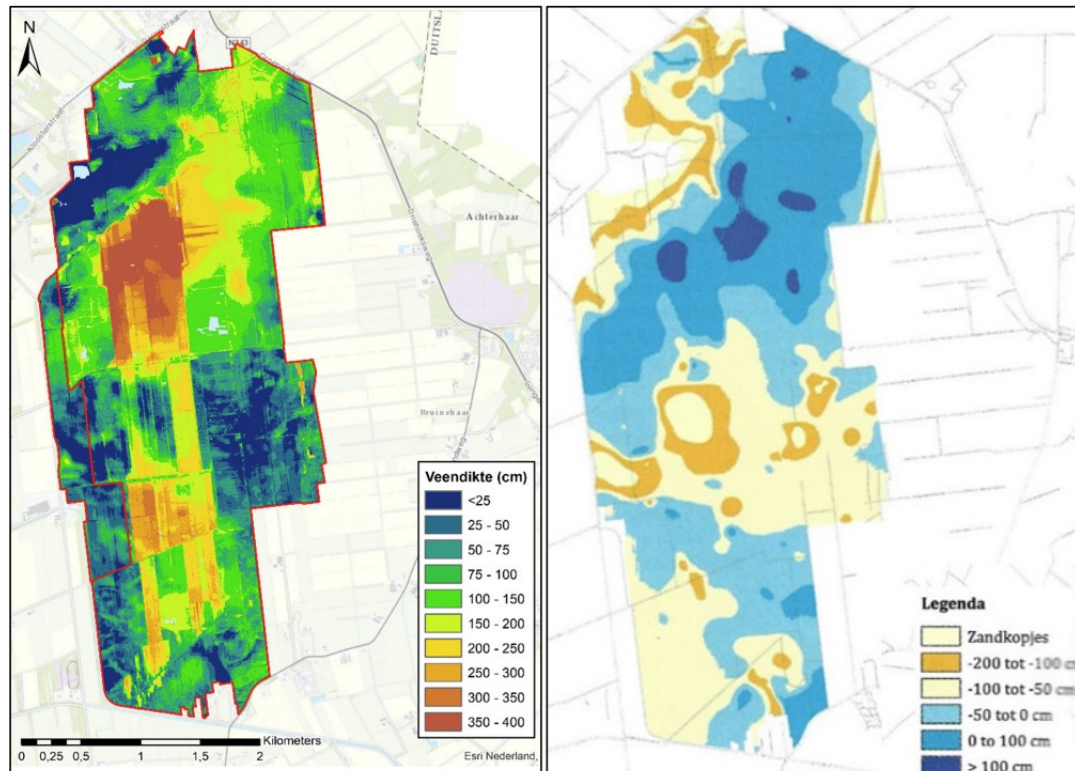 N
N343
DUITSL
Kloosterstraat
Achterhaar
Bruinehaar
Veendikte (cm)
<25
25 - 50
50 - 75
75 - 100
100 - 150
150 - 200
200 - 250
250 - 300
300 - 350
350 - 400
Kilometers
0 0,25 0,5 1 1,5 2
Esri Nederland,
Legenda
Zandkopjes
-200 tot -100 cm
-100 tot -50 cm
-50 tot 0 cm
0 to 100 cm
> 100 cm